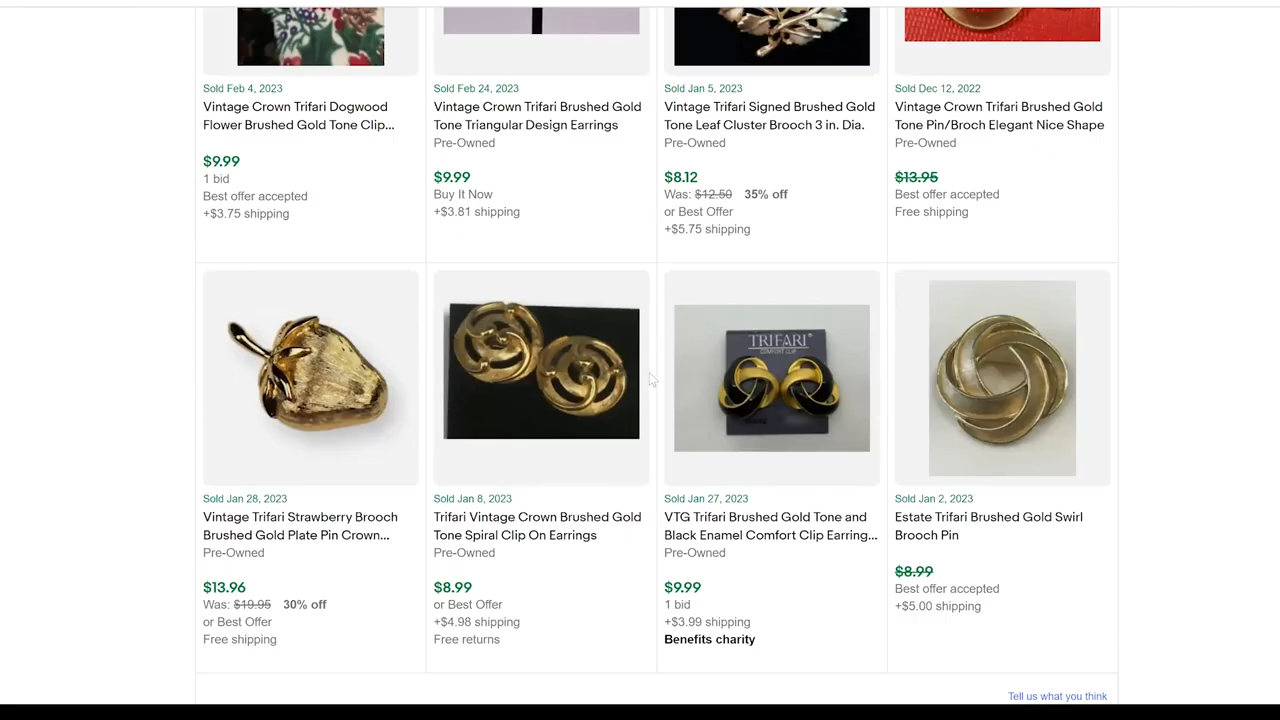 Sold Feb 4, 2023
Vintage Crown Trifari Dogwood
Flower Brushed Gold Tone Clip...
$9.99
1 bid
Best offer accepted
+$3.75 shipping
Sold Feb 24, 2023
Vintage Crown Trifari Brushed Gold
Tone Triangular Design Earrings
Pre-Owned
$9.99
Buy It Now
+$3.81 shipping
Sold Jan 5, 2023
Vintage Trifari Signed Brushed Gold
Tone Leaf Cluster Brooch 3 in. Dia.
Pre-Owned
$8.12
Was: $12.50 35% off
or Best Offer
+$5.75 shipping
Sold Dec 12, 2022
Vintage Crown Trifari Brushed Gold
Tone Pin/Broch Elegant Nice Shape
Pre-Owned
$13.95
Best offer accepted
Free shipping
Sold Jan 28, 2023
Vintage Trifari Strawberry Brooch
Brushed Gold Plate Pin Crown...
Pre-Owned
$13.96
Was: $19.95 30% off
or Best Offer
Free shipping
Sold Jan 8, 2023
Trifari Vintage Crown Brushed Gold
Tone Spiral Clip On Earrings
Pre-Owned
$8.99
or Best Offer
+$4.98 shipping
Free returns
TRIFARI®
COMFORT CLIP
Sold Jan 27, 2023
VTG Trifari Brushed Gold Tone and
Black Enamel Comfort Clip Earring...
Pre-Owned
$9.99
1 bid
+$3.99 shipping
Benefits charity
Sold Jan 2, 2023
Estate Trifari Brushed Gold Swirl
Brooch Pin
$8.99
Best offer accepted
+$5.00 shipping
Tell us what you think